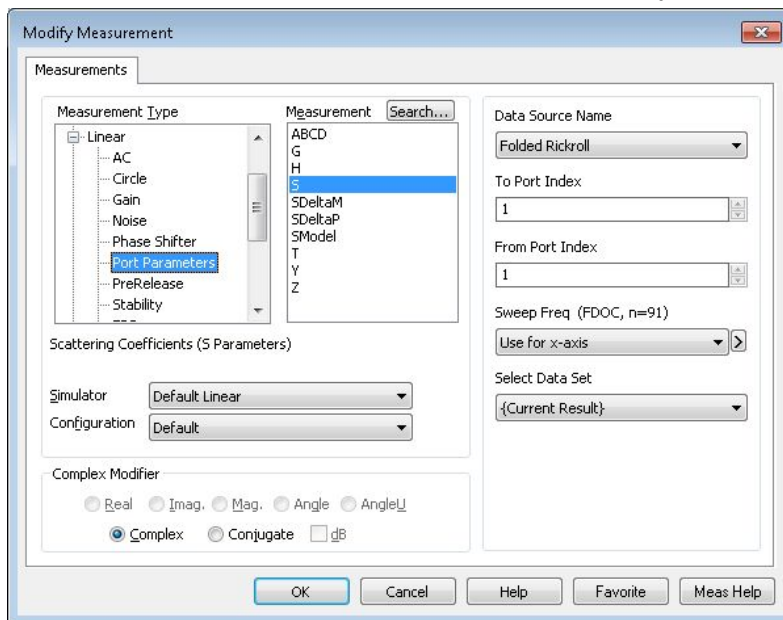 Modify Measurement
Measurements
Measurement Type
Linear
AC
Circle
Gain
Noise
Phase Shifter
Port Parameters
PreRelease
Stability
Measurement
Search...
ABCD
G
H
S
SDeltaM
SDeltaP
SModel
T
Y
Z
Scattering Coefficients (S Parameters)
Simulator
Default Linear
Configuration
Default
Complex Modifier
Real Imag. Mag. Angle AngleU
Complex Conjugate dB
Data Source Name
Folded Rickroll
To Port Index
1
From Port Index
1
Sweep Freq (FDOC, n=91)
Use for x-axis
>
Select Data Set
{Current Result}
OK Cancel Help Favorite Meas Help